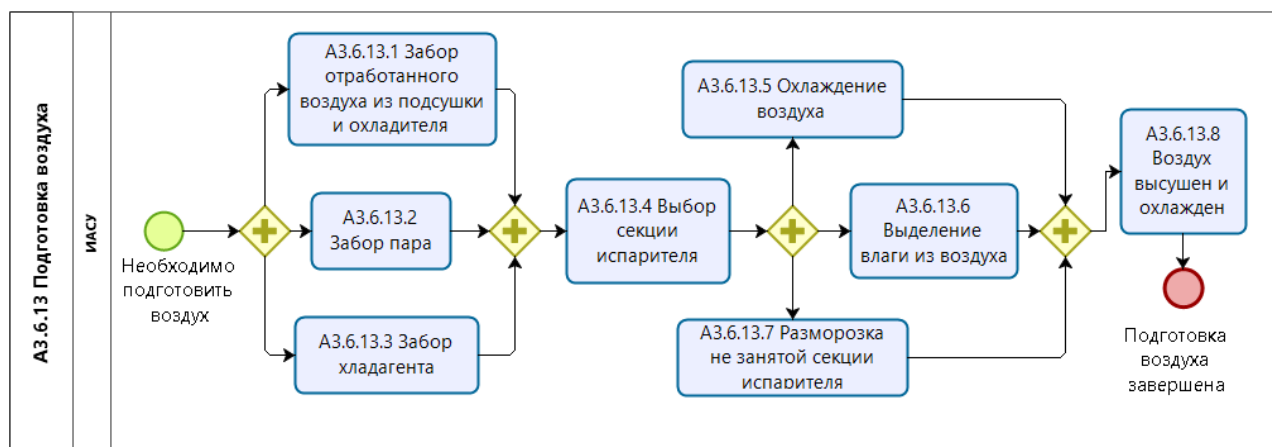 А3.6.13 Подготовка воздуха
ИАСУ
Необходимо
подготовить
воздух
А3.6.13.1 Забор
отработанного
воздуха из подсушки
и охладителя
А3.6.13.2
Забор пара
А3.6.13.3 Забор
хладагента
А3.6.13.4 Выбор
секции
испарителя
А3.6.13.5 Охлаждение
воздуха
А3.6.13.6
Выделение
влаги из воздуха
А3.6.13.7 Разморозка
не занятой секции
испарителя
А3.6.13.8
Воздух
высушен и
охлажден
Подготовка
воздуха
завершена